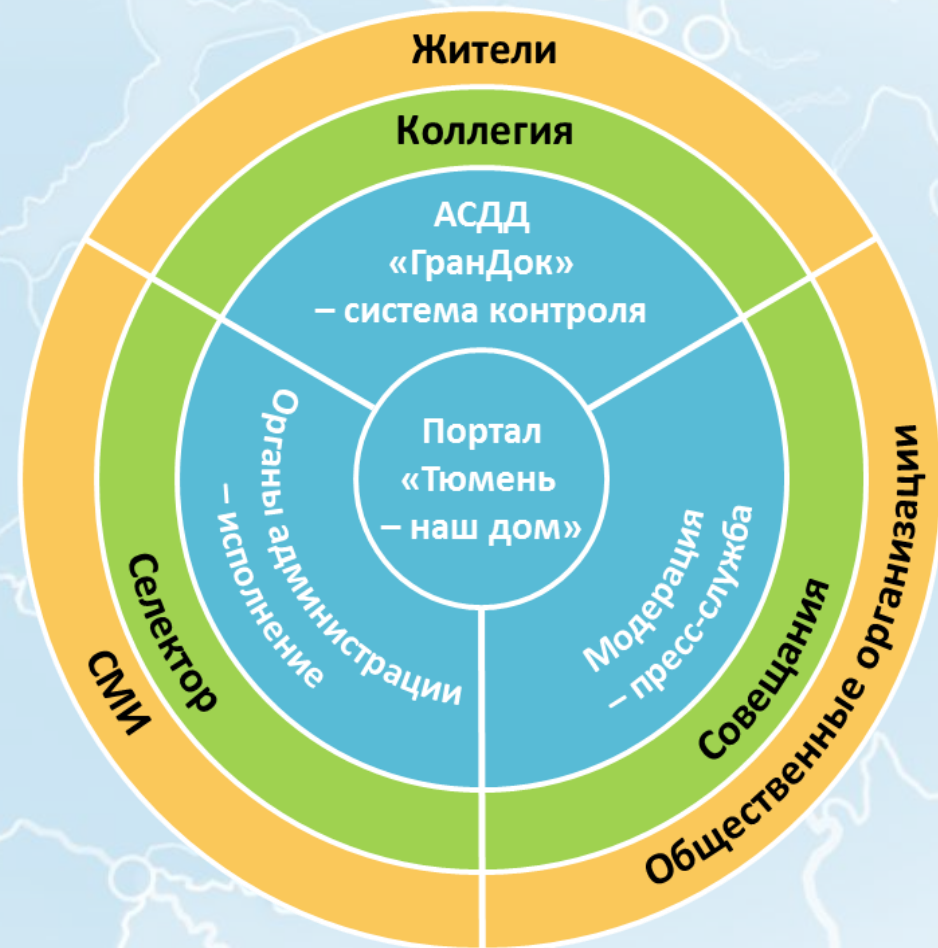 Жители
Коллегия
АСДД
«ГранДок»
– система контроля
Портал
«Тюмень
– наш дом»
Органы администрации
– исполнение
Модерация
– пресс-служба
Селектор
Совещания
СМИ
Общественные организации